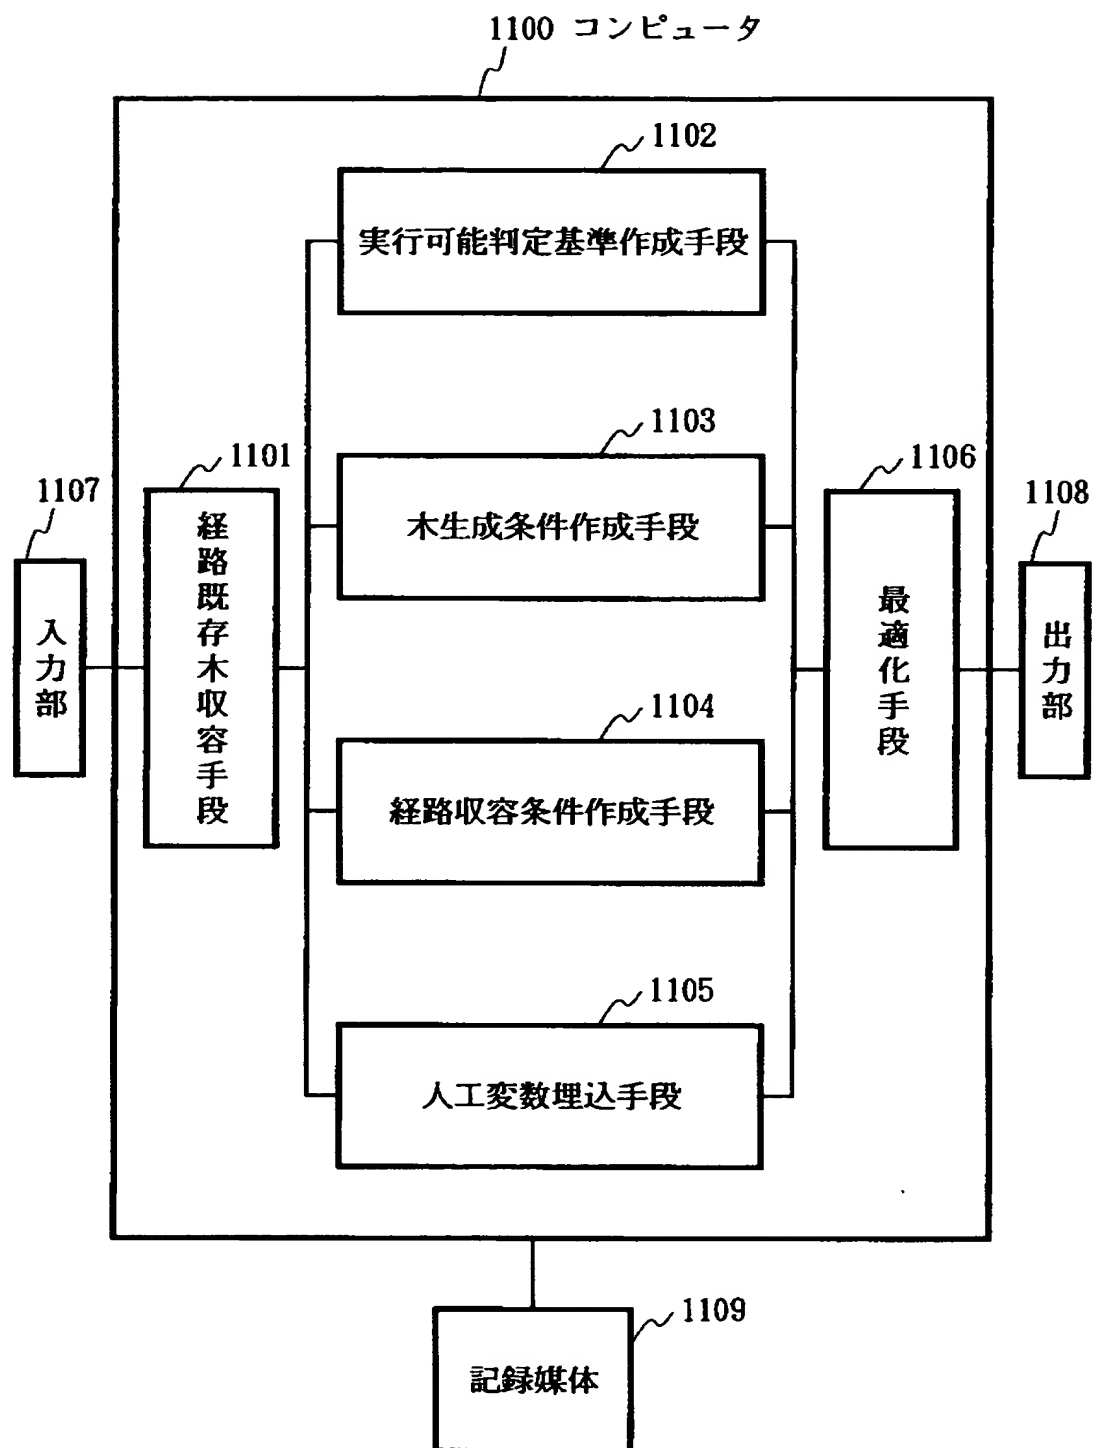 1100 コンピュータ
1102
実行可能判定基準作成手段
1103
木生成条件作成手段
1101
経路既存木収容手段
1106
最適化手段
1107
入力部
1108
出力部
1104
経路収容条件作成手段
1105
人工変数埋込手段
1109
記録媒体